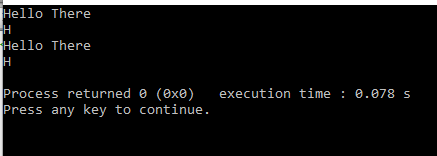 Hello There
H
Hello There
H
Process returned 0 (0x0)   execution time : 0.078 s
Press any key to continue.